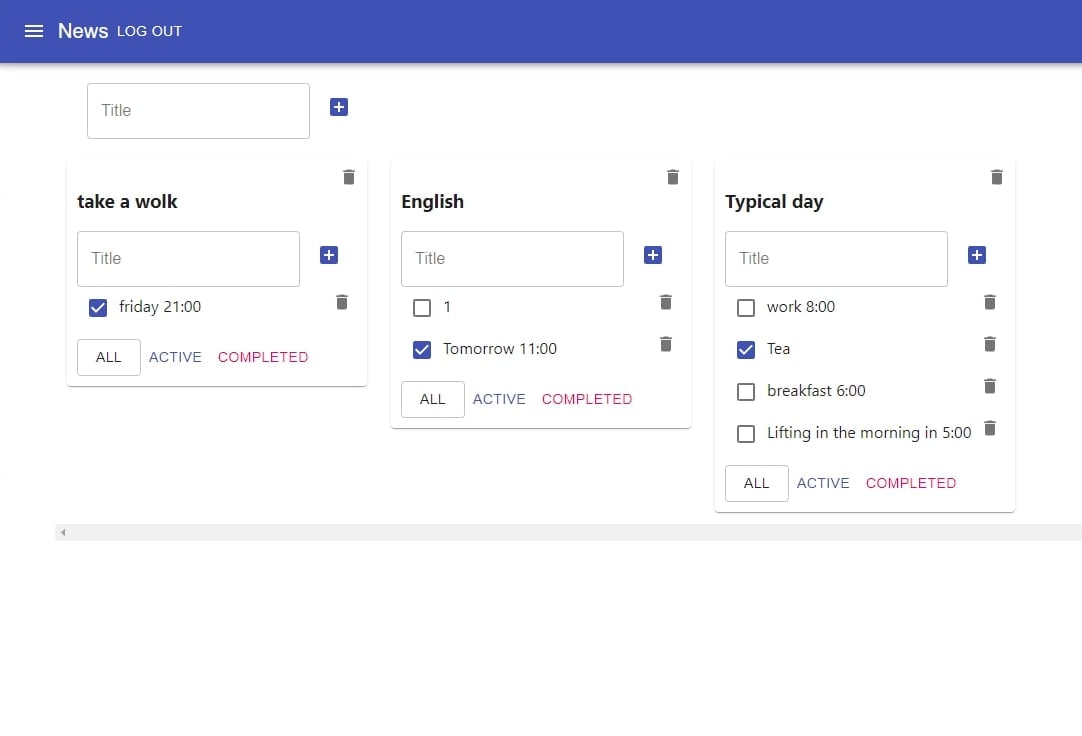 News LOG OUT
Title
take a wolk
Title
friday 21:00
ALL ACTIVE COMPLETED
English
Title
1
Tomorrow 11:00
ALL ACTIVE COMPLETED
Typical day
Title
work 8:00
Tea
breakfast 6:00
Lifting in the morning in 5:00
ALL ACTIVE COMPLETED